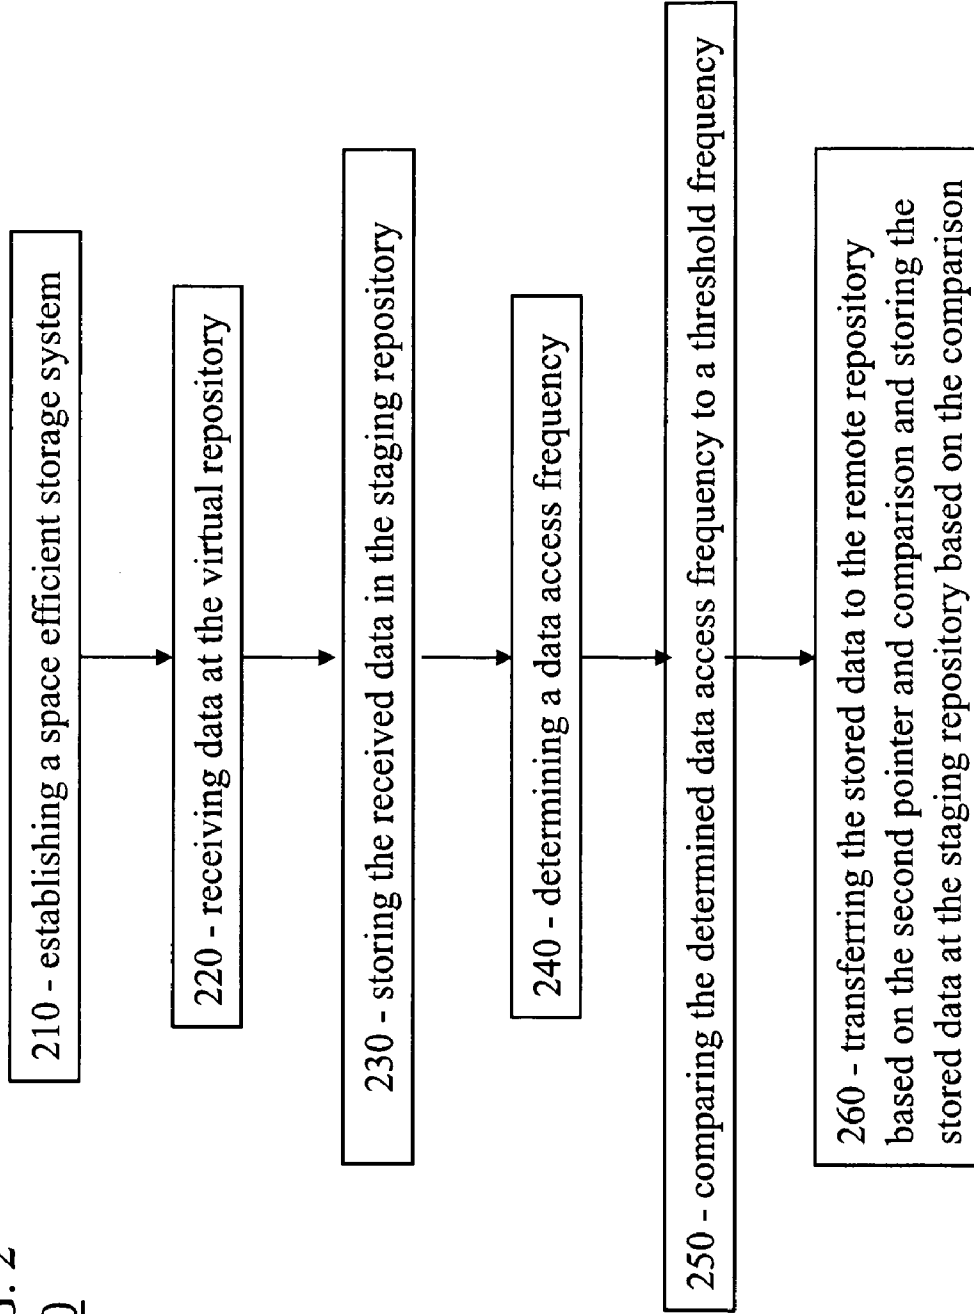 . 2
210 - establishing a space efficient storage system
220 - receiving data at the virtual repository
230 - storing the received data in the staging repository
240 - determining a data access frequency
250 - comparing the determined data access frequency to a threshold frequency
260 - transferring the stored data to the remote repository
based on the second pointer and comparison and storing the
stored data at the staging repository based on the comparison